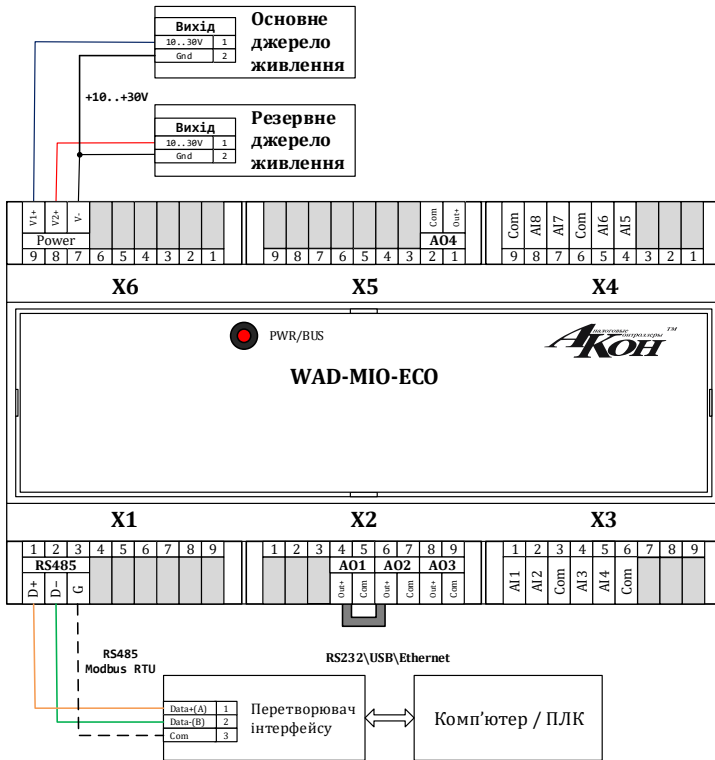 Вихід
10..30V 1
Gnd 2
Основне
джерело
живлення
+10..+30V
Вихід
10..30V 1
Gnd 2
Резервне
джерело
живлення
V1+ V2+ V-
Power
9 8 7 6 5 4 3 2 1
X6
Com Out+
AO4
9 8 7 6 5 4 3 2 1
X5
Com AI8 AI7 Com AI6 AI5
9 8 7 6 5 4 3 2 1
X4
PWR/BUS
АКОН
аналоговые
контроллеры
TM
WAD-MIO-ECO
X1
1 2 3 4 5 6 7 8 9
RS485
D+ D− G
X2
1 2 3 4 5 6 7 8 9
AO1 AO2 AO3
Out+ Com Out+ Com Out+ Com
X3
1 2 3 4 5 6 7 8 9
AI1 AI2 Com AI3 AI4 Com
RS485
Modbus RTU
RS232\USB\Ethernet
Data+(A) 1
Data-(B) 2
Com 3
Перетворювач
інтерфейсу
Комп'ютер / ПЛК